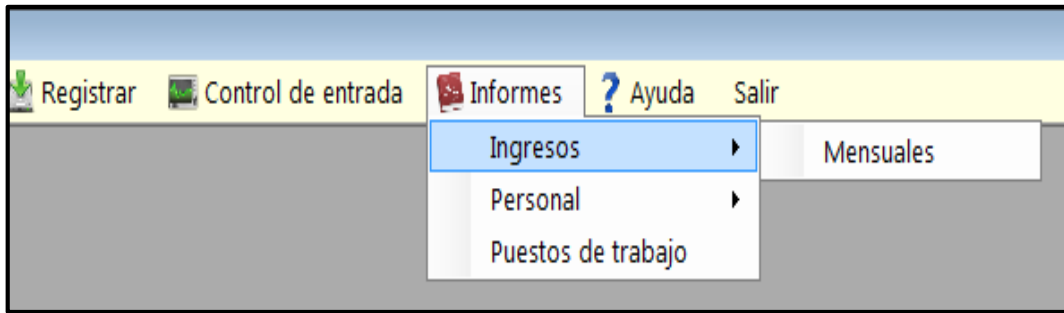 Registrar Control de entrada Informes Ayuda Salir
Ingresos Mensuales
Personal
Puestos de trabajo